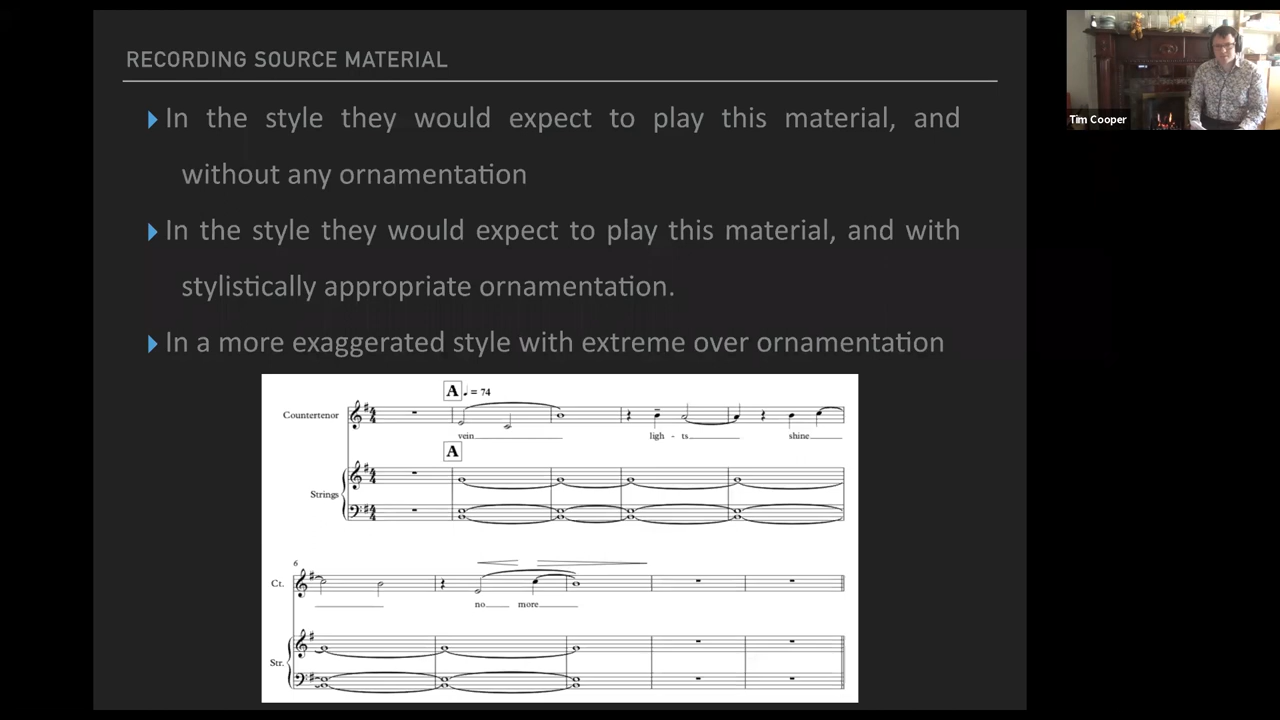 RECORDING SOURCE MATERIAL
In the style they would expect to play this material, and
without any ornamentation
In the style they would expect to play this material, and with
stylistically appropriate ornamentation.
In a more exaggerated style with extreme over ornamentation
A ♩ = 74
Countertenor
vein
ligh - ts
shine
A
Strings
6
Ct.
no
more
Str.
Tim Cooper